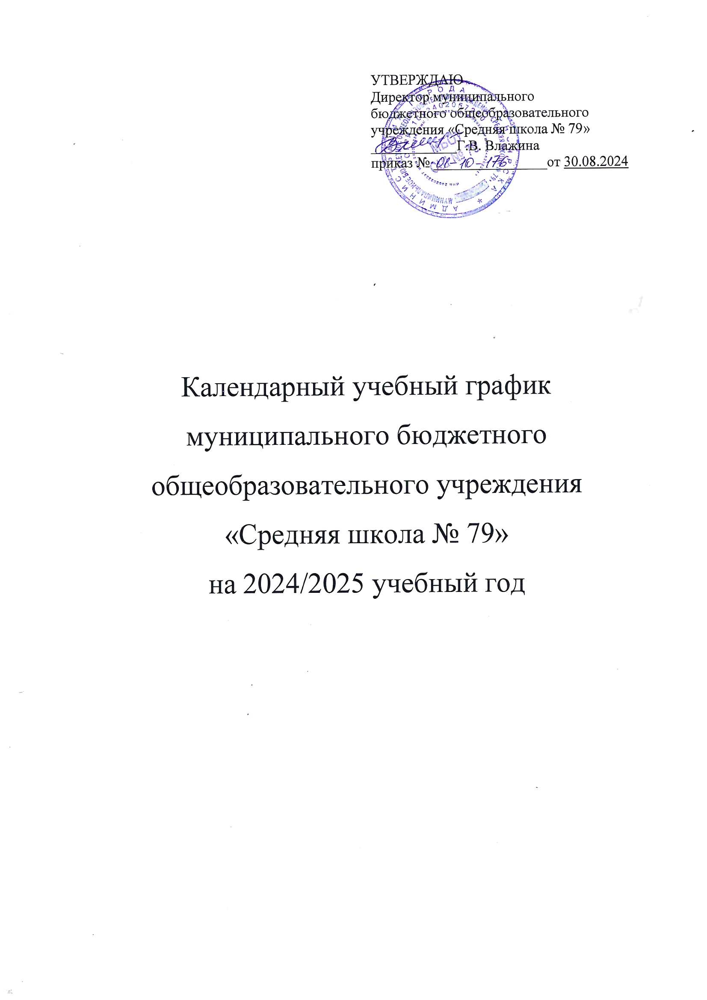 УТВЕРЖДАЮ
Директор муниципального
бюджетного общеобразовательного
учреждения «Средняя школа № 79»
Г.В. Влажина
приказ № 01-10-176 от 30.08.2024
Календарный учебный график
муниципального бюджетного
общеобразовательного учреждения
«Средняя школа № 79»
на 2024/2025 учебный год